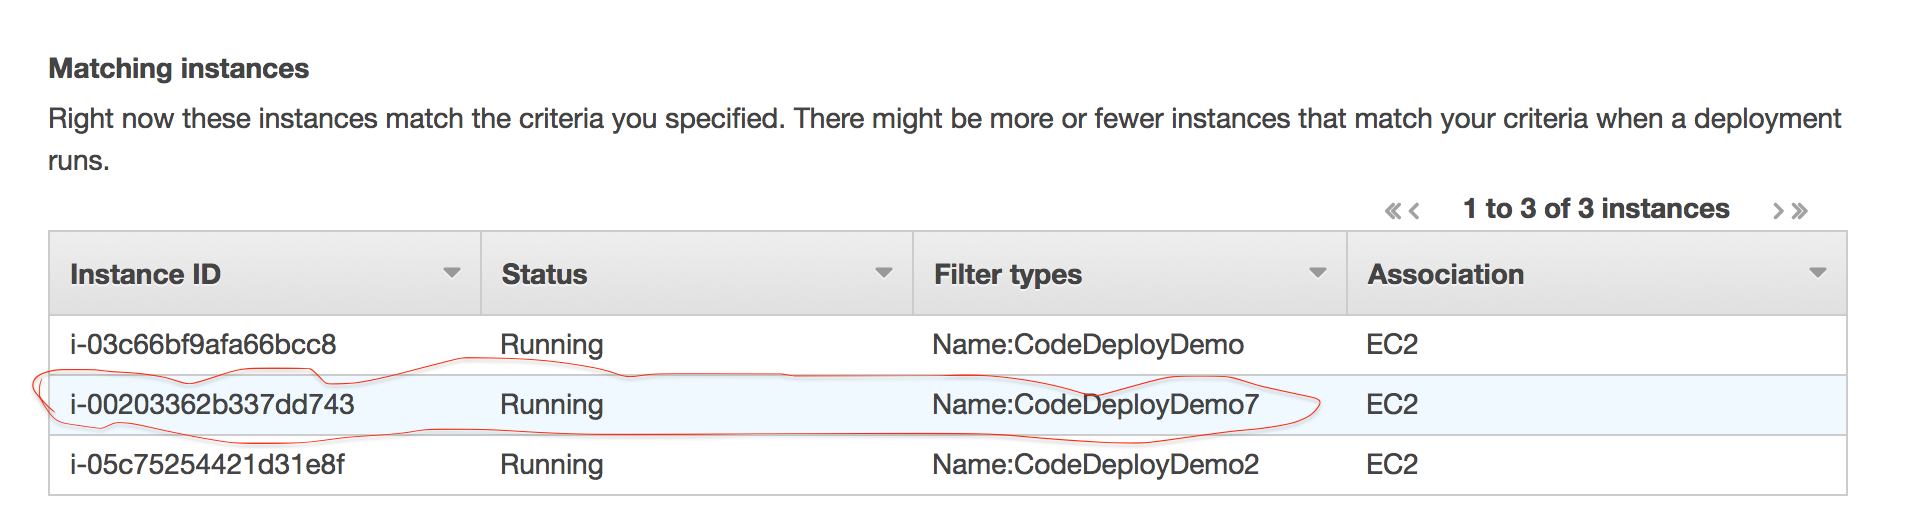 Matching instances
Right now these instances match the criteria you specified. There might be more or fewer instances that match your criteria when a deployment
runs.
1 to 3 of 3 instances
Instance ID Status Filter types Association
i-03c66bf9afa66bcc8 Running Name:CodeDeployDemo EC2
i-00203362b337dd743 Running Name:CodeDeployDemo7 EC2
i-05c75254421d31e8f Running Name:CodeDeployDemo2 EC2